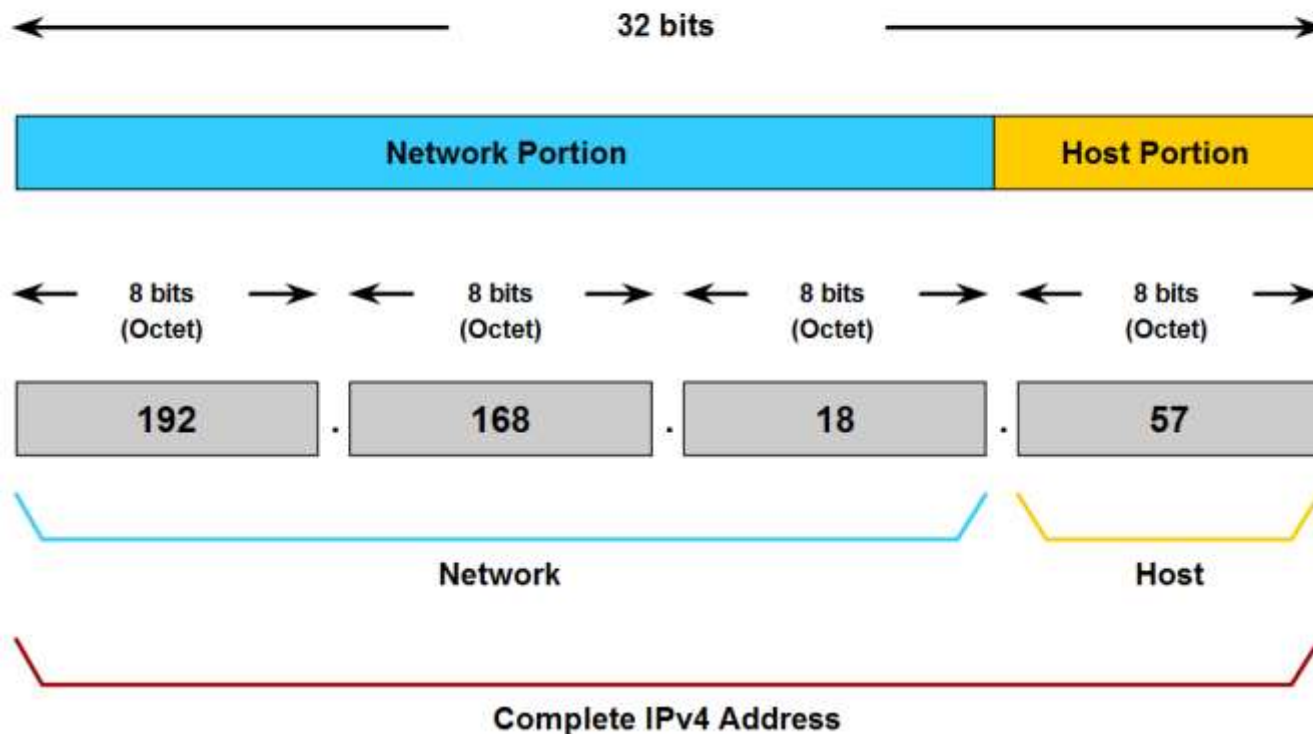 32 bits
Network Portion Host Portion
8 bits 8 bits 8 bits 8 bits
(Octet) (Octet) (Octet) (Octet)
192 . 168 . 18 . 57
Network Host
Complete IPv4 Address